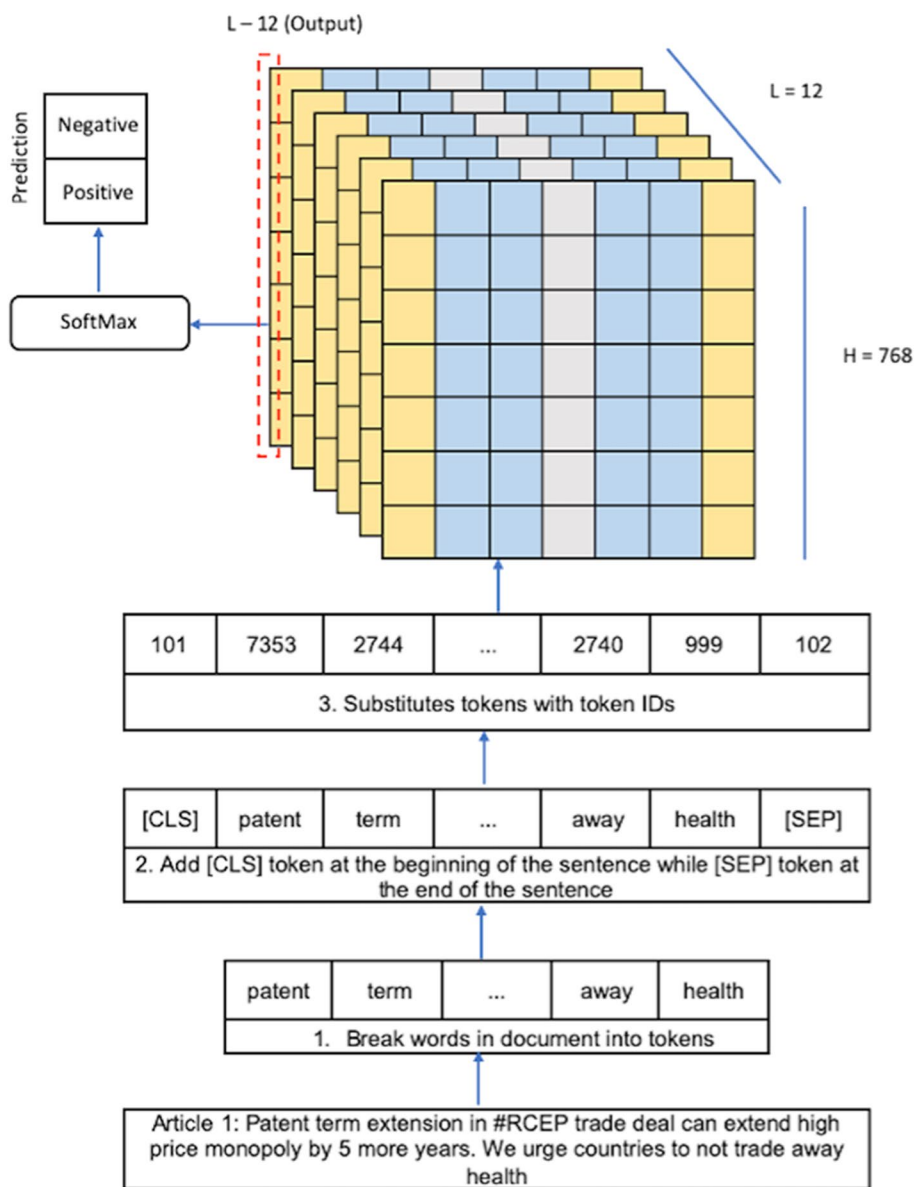 L – 12 (Output)
L = 12
Prediction
Negative
Positive
SoftMax
H = 768
101 7353 2744 ... 2740 999 102
3. Substitutes tokens with token IDs
[CLS] patent term ... away health [SEP]
2. Add [CLS] token at the beginning of the sentence while [SEP] token at
the end of the sentence
patent term ... away health
1. Break words in document into tokens
Article 1: Patent term extension in #RCEP trade deal can extend high
price monopoly by 5 more years. We urge countries to not trade away
health